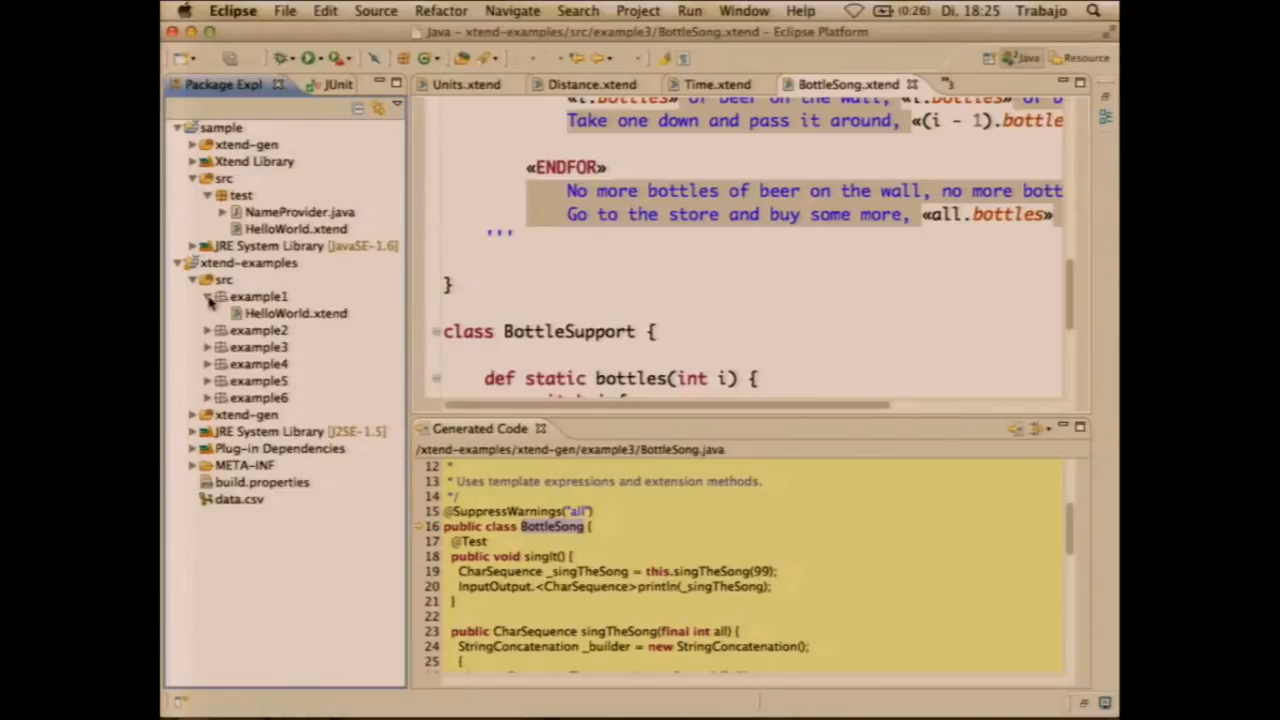 Eclipse File Edit Source Refactor Navigate Search Project Run Window Help (0:26) Di. 18:25 Trabajo
Java – xtend-examples/src/example3/BottleSong.xtend – Eclipse Platform
Java Resource
Package Expl JUnit
Units.xtend Distance.xtend Time.xtend BottleSong.xtend
sample
xtend-gen
Xtend Library
src
test
NameProvider.java
HelloWorld.xtend
JRE System Library [JavaSE-1.6]
xtend-examples
src
example1
HelloWorld.xtend
example2
example3
example4
example5
example6
xtend-gen
JRE System Library [J2SE-1.5]
Plug-in Dependencies
META-INF
build.properties
data.csv
of beer on the wall,
Take one down and pass it around, «(i - 1).bottle
«ENDFOR»
No more bottles of beer on the wall, no more bott
Go to the store and buy some more, «all.bottles»
'''
}
class BottleSupport {
def static bottles(int i) {
Generated Code
/xtend-examples/xtend-gen/example3/BottleSong.java
12 *
13 * Uses template expressions and extension methods.
14 */
15 @SuppressWarnings("all")
16 public class BottleSong {
17 @Test
18 public void singIt() {
19 CharSequence _singTheSong = this.singTheSong(99);
20 InputOutput.<CharSequence>println(_singTheSong);
21 }
22
23 public CharSequence singTheSong(final int all) {
24 StringConcatenation _builder = new StringConcatenation();
25 {